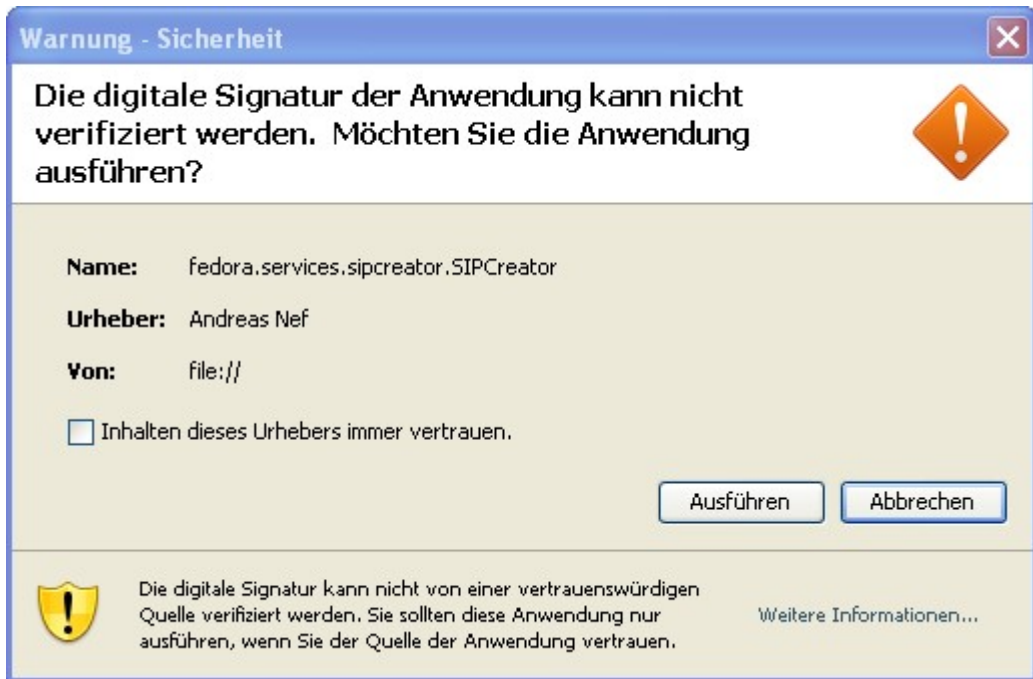 Warnung - Sicherheit
Die digitale Signatur der Anwendung kann nicht
verifiziert werden. Möchten Sie die Anwendung
ausführen?
Name: fedora.services.sipcreator.SIPCreator
Urheber: Andreas Nef
Von: file://
Inhalten dieses Urhebers immer vertrauen.
Ausführen Abbrechen
Die digitale Signatur kann nicht von einer vertrauenswürdigen
Quelle verifiziert werden. Sie sollten diese Anwendung nur
ausführen, wenn Sie der Quelle der Anwendung vertrauen.
Weitere Informationen...